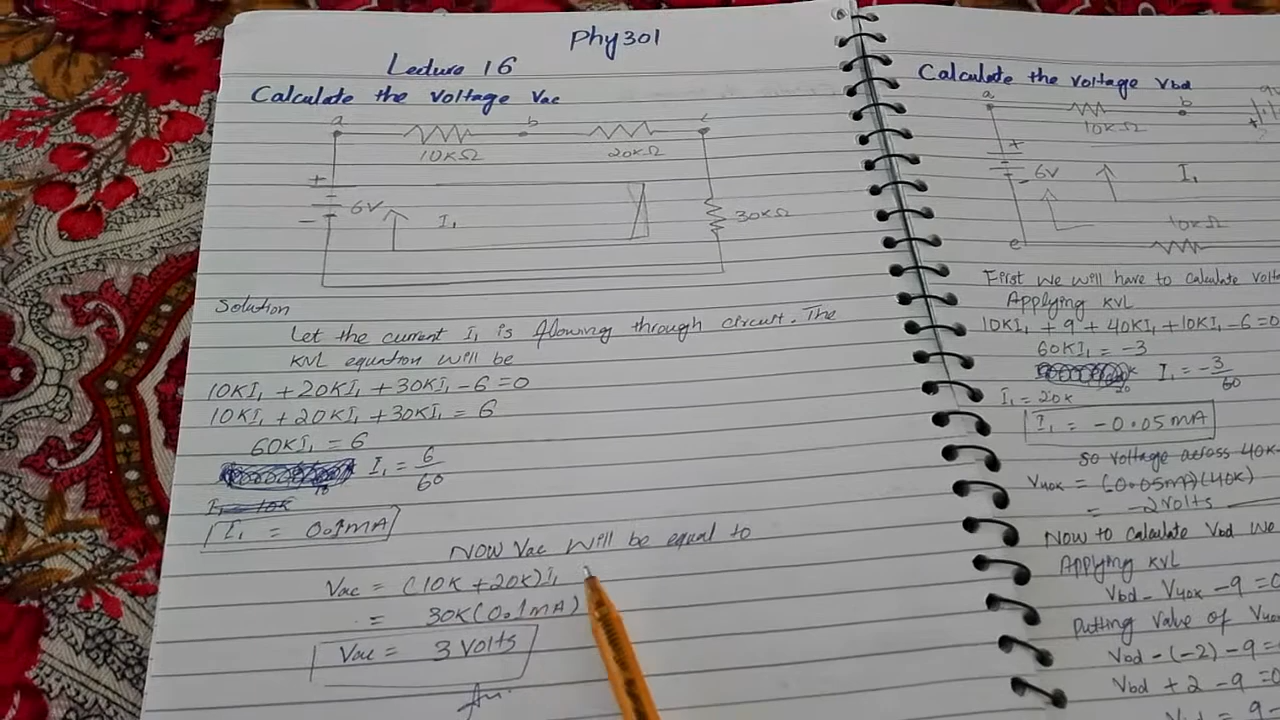 Phy301
Lecture 16
Calculate the voltage Vac
a b c
10KΩ 20KΩ
+
6V I₁ 30KΩ
-
Solution
Let the current I₁ is flowing through circuit. The
KVL equation will be
10KI₁ + 20KI₁ + 30KI₁ - 6 = 0
10KI₁ + 20KI₁ + 30KI₁ = 6
60KI₁ = 6
I₁ = 6/60
I₁ = 0.1mA
Now Vac will be equal to
Vac = (10K + 20K)I₁
= 30K(0.1mA)
Vac = 3 Volts
Calculate the voltage Vbd
a b
10KΩ
+
6V I₁
-
10KΩ
e
First we will have to calculate
Applying KVL
10KI₁ + 9 + 40KI₁ + 10KI₁ - 6 = 0
60KI₁ = -3
I₁ = -3/60
I₁ = 20K
I₁ = -0.05mA
so voltage across 40K
V40K = (0.05mA)(40K)
= -2 Volts
Now to calculate Vbd we
Applying KVL
Vbd - V40K - 9 = 0
Putting value of
Vbd - (-2) - 9 =
Vbd + 2 - 9 = 0